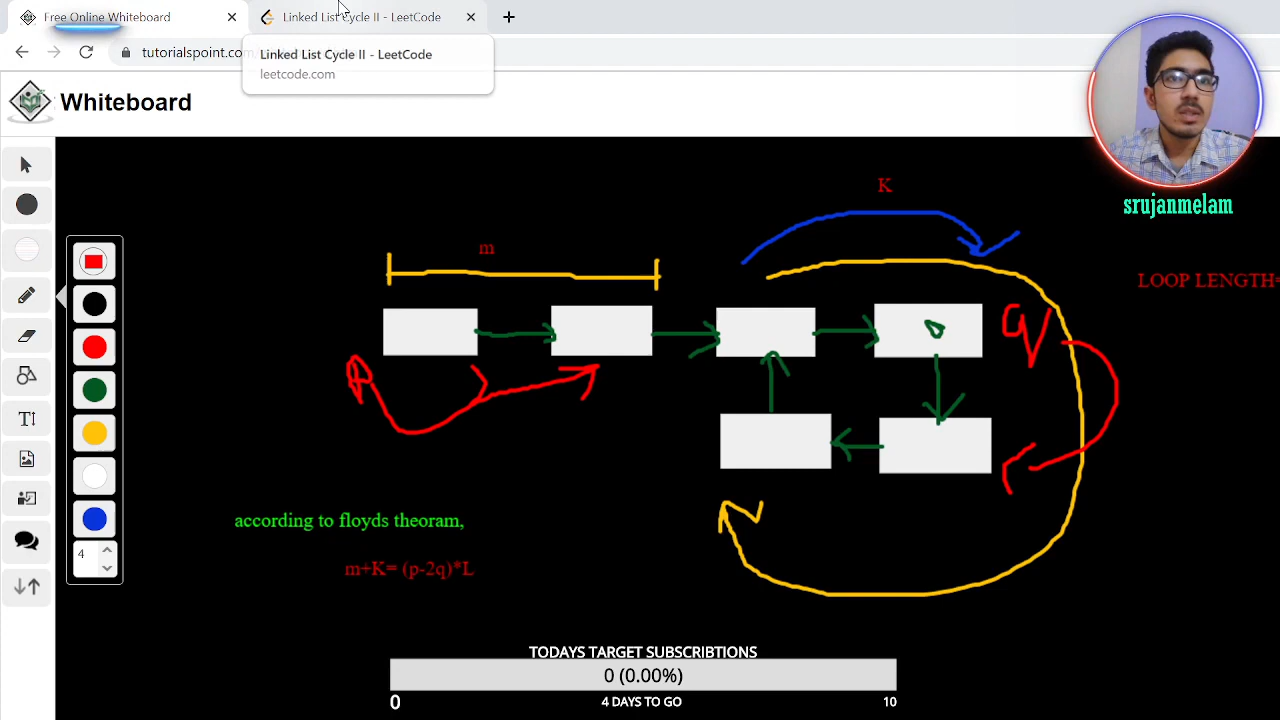 Free Online Whiteboard
Linked List Cycle II - LeetCode
tutorialspoint.com
Linked List Cycle II - LeetCode
leetcode.com
Whiteboard
srujanmelam
K
m
LOOP LENGTH=
q
according to floyds theoram,
m+K= (p-2q)*L
4
TODAYS TARGET SUBSCRIBTIONS
0 (0.00%)
0
4 DAYS TO GO
10